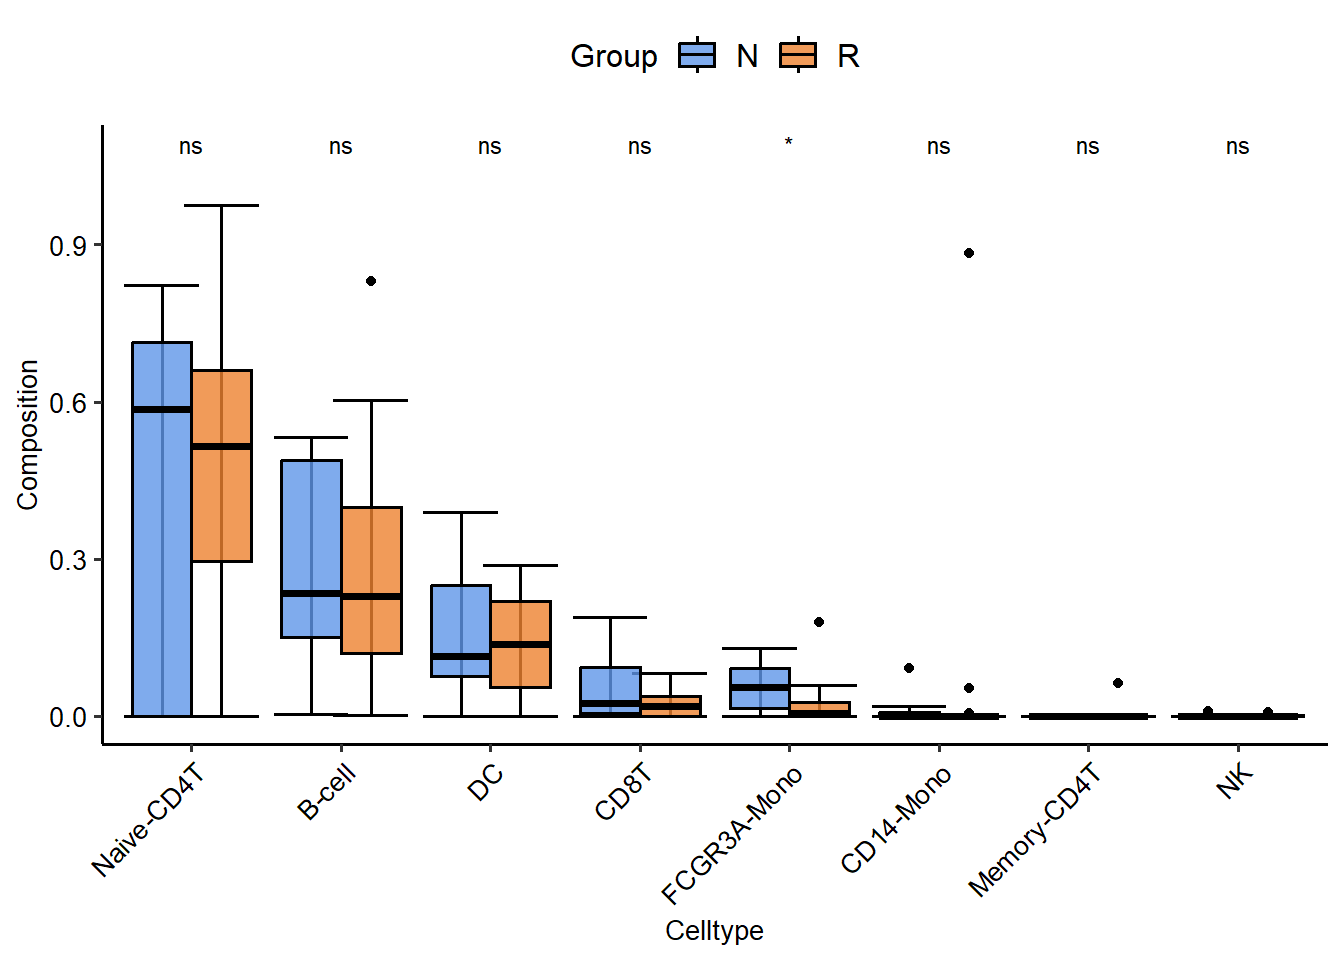 Group N R
ns ns ns ns * ns ns ns
0.9
0.6
0.3
0.0
Composition
Naive-CD4T
B-cell
DC
CD8T
FCGR3A-Mono
CD14-Mono
Memory-CD4T
NK
Celltype